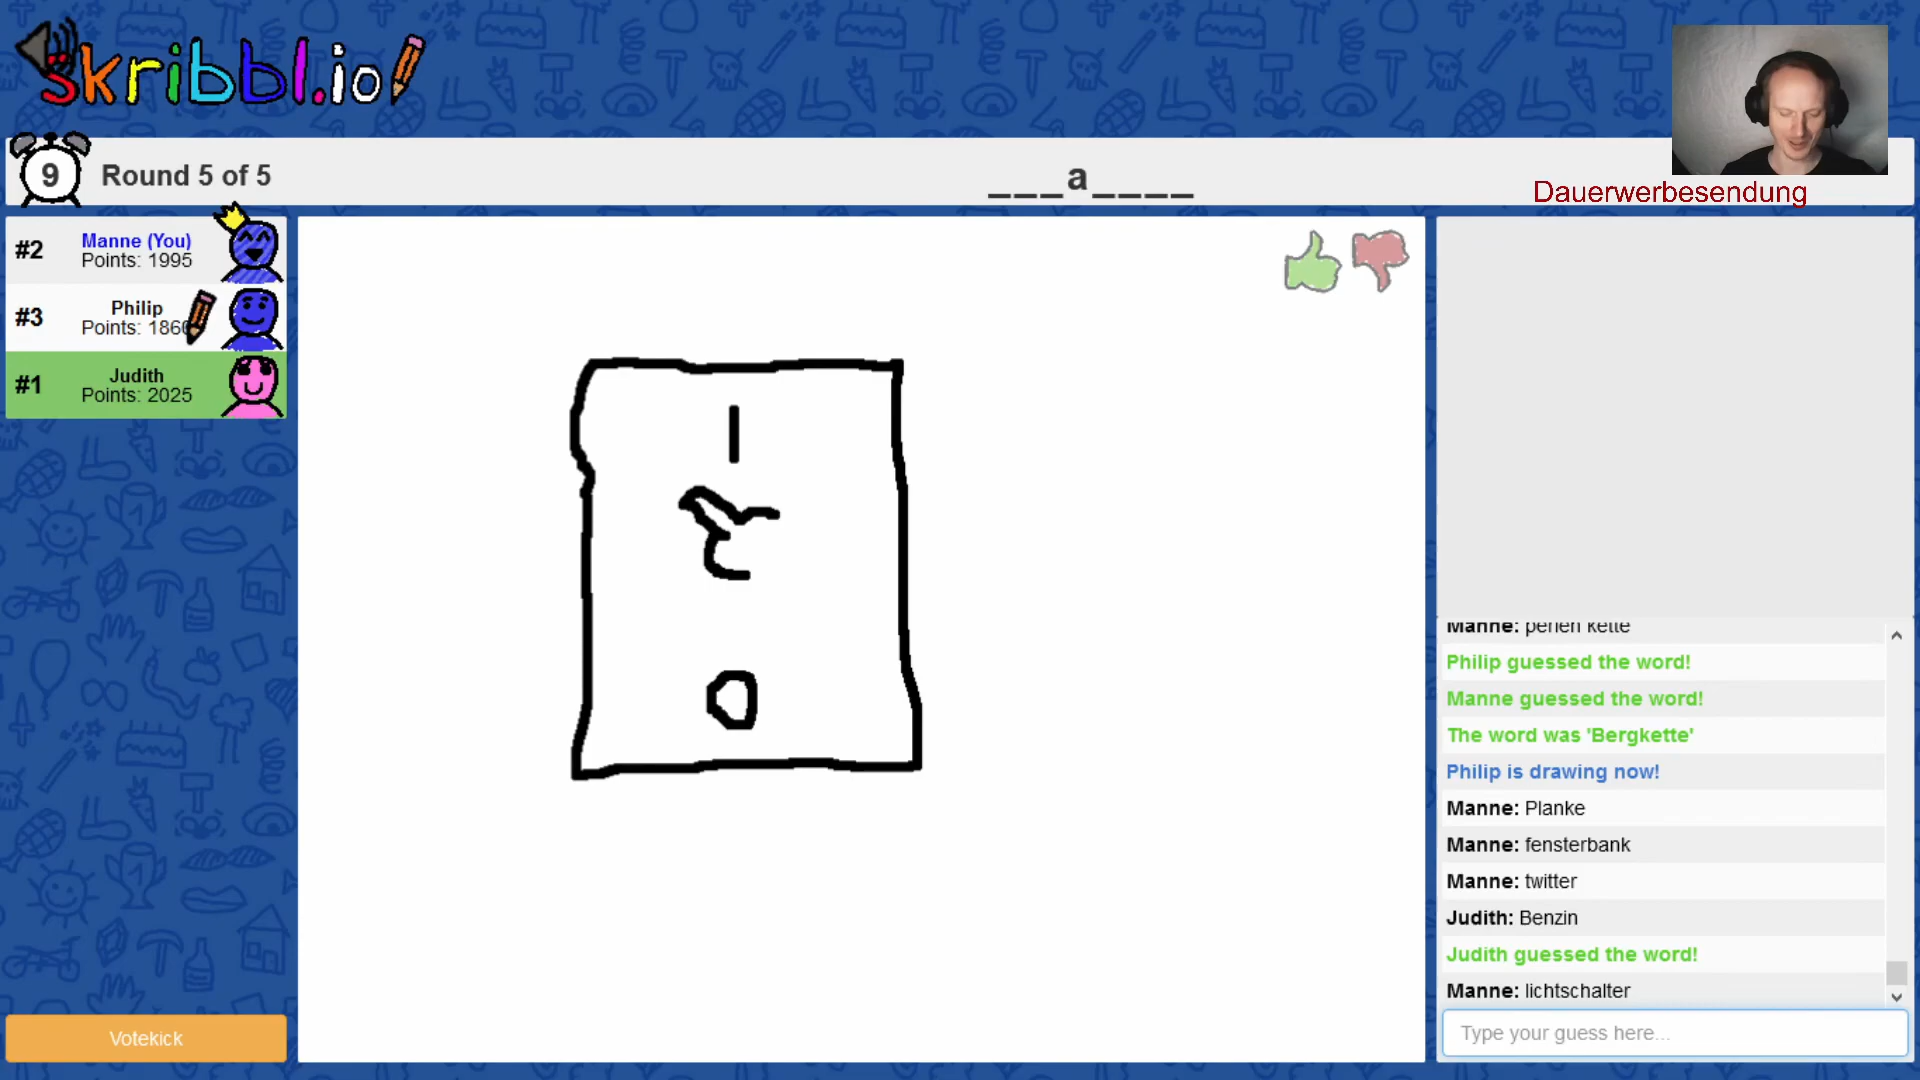 skribbl.io
9
Round 5 of 5
___a____
Dauerwerbesendung
#2
Manne (You)
Points: 1995
#3
Philip
Points: 1860
#1
Judith
Points: 2025
Manne: perlen kette
Philip guessed the word!
Manne guessed the word!
The word was 'Bergkette'
Philip is drawing now!
Manne: Planke
Manne: fensterbank
Manne: twitter
Judith: Benzin
Judith guessed the word!
Manne: lichtschalter
Type your guess here...
Votekick